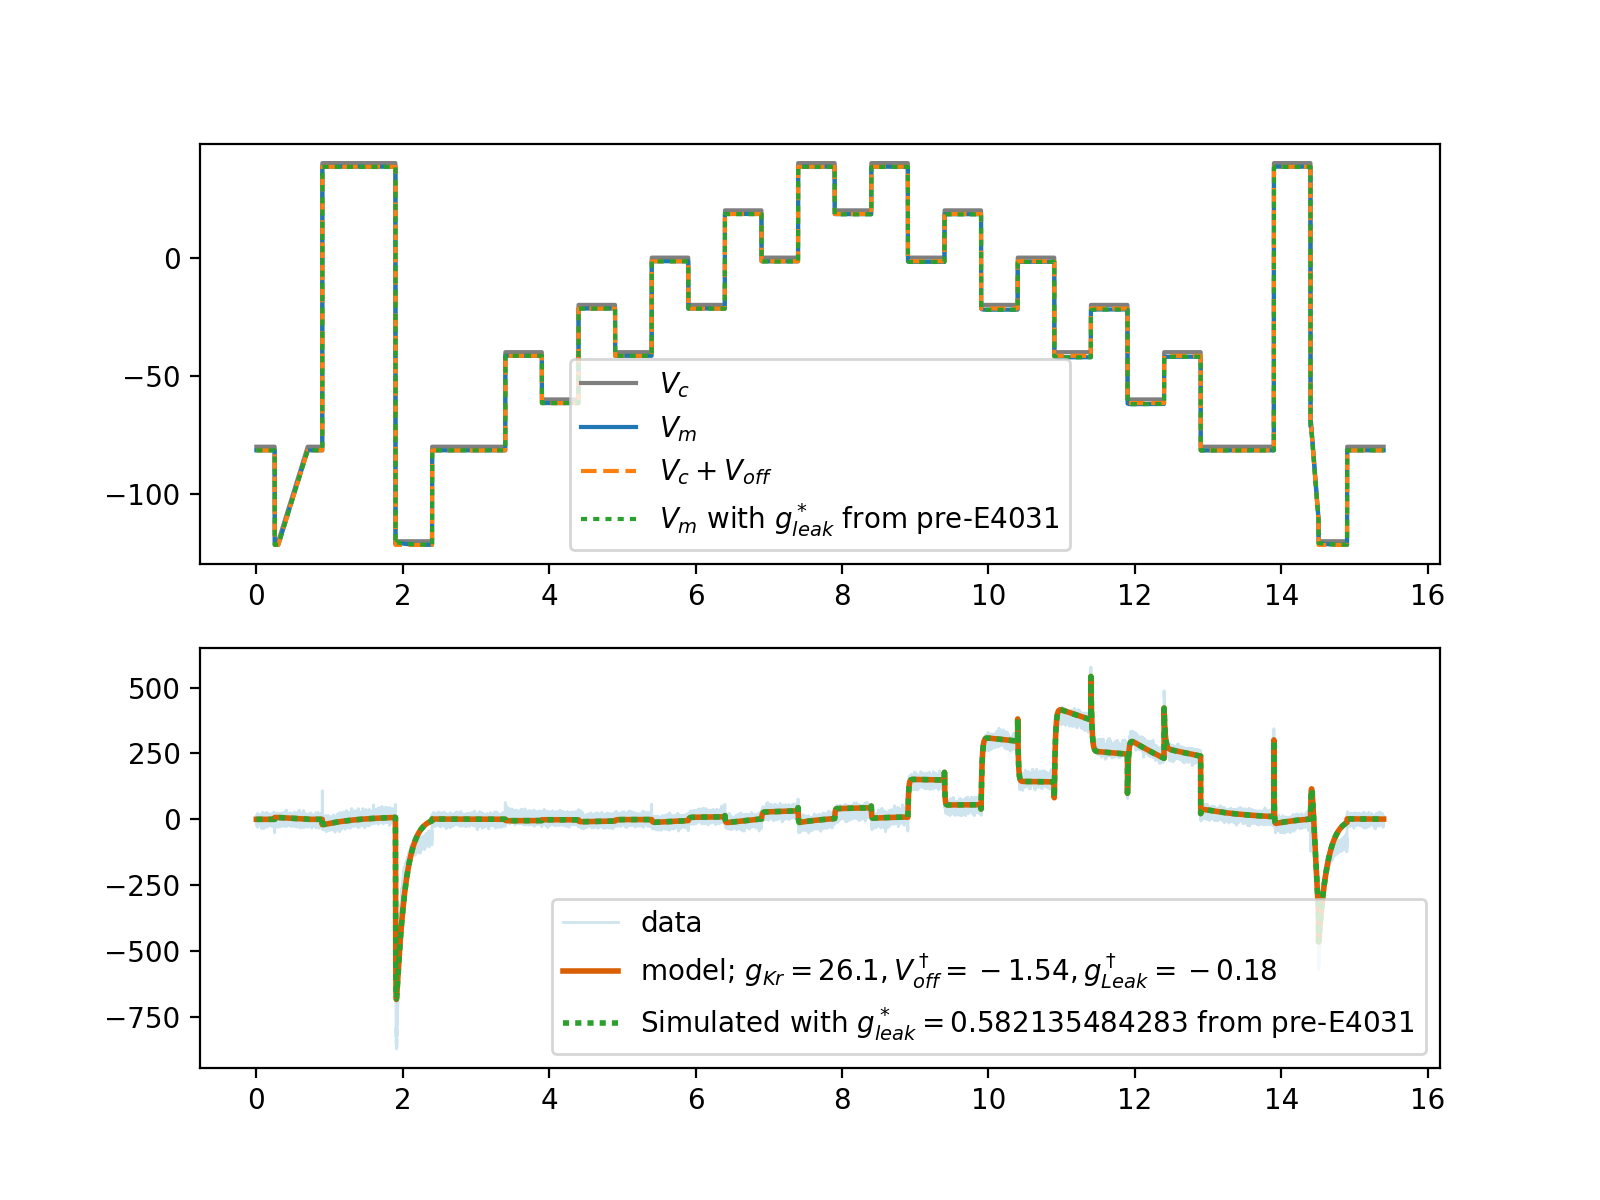 0
−50
−100
V_c
V_m
V_c + V_off
V_m with g*_leak from pre-E4031
0 2 4 6 8 10 12 14 16
500
250
0
−250
−500
−750
data
model; g_Kr = 26.1, V†_off = −1.54, g†_Leak = −0.18
Simulated with g*_leak = 0.582135484283 from pre-E4031
0 2 4 6 8 10 12 14 16